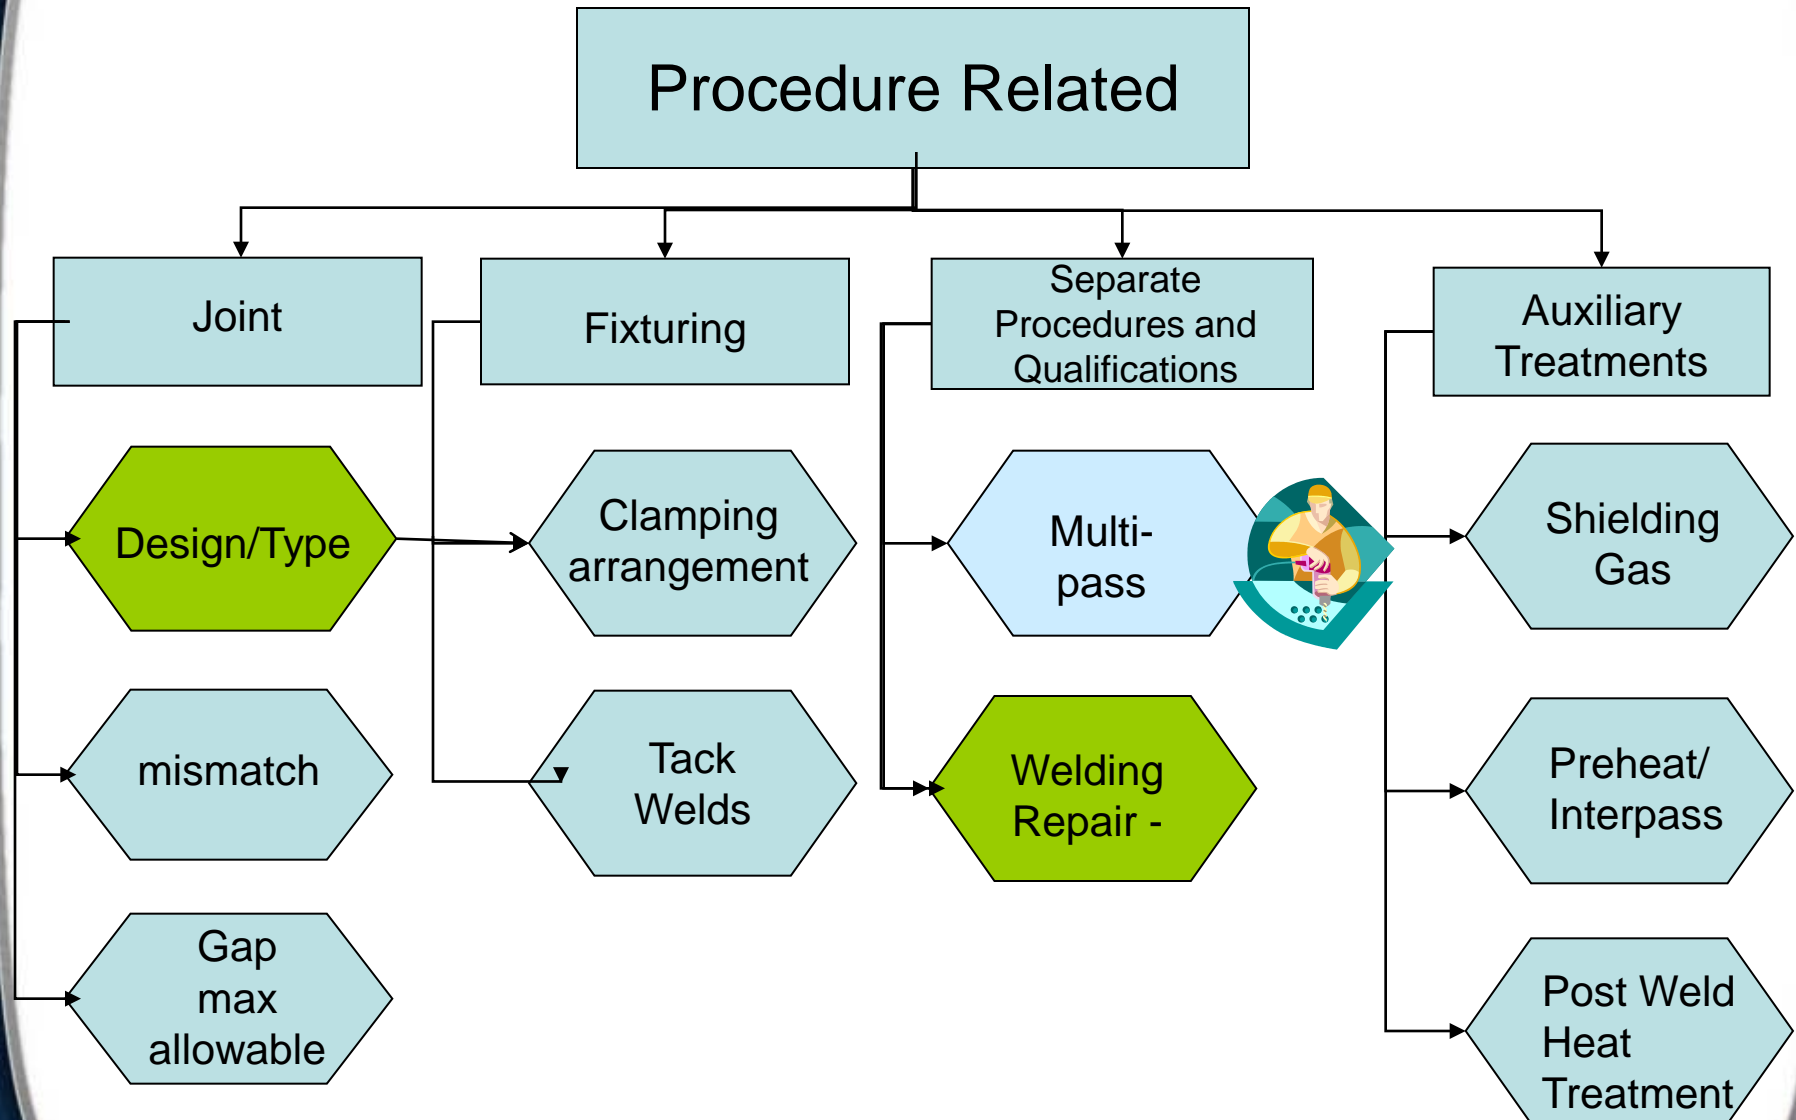 Procedure Related
Joint
Fixturing
Separate
Procedures and
Qualifications
Auxiliary
Treatments
Design/Type
Clamping
arrangement
Multi-
pass
Shielding
Gas
mismatch
Tack
Welds
Welding
Repair -
Preheat/
Interpass
Gap
max
allowable
Post Weld
Heat
Treatment